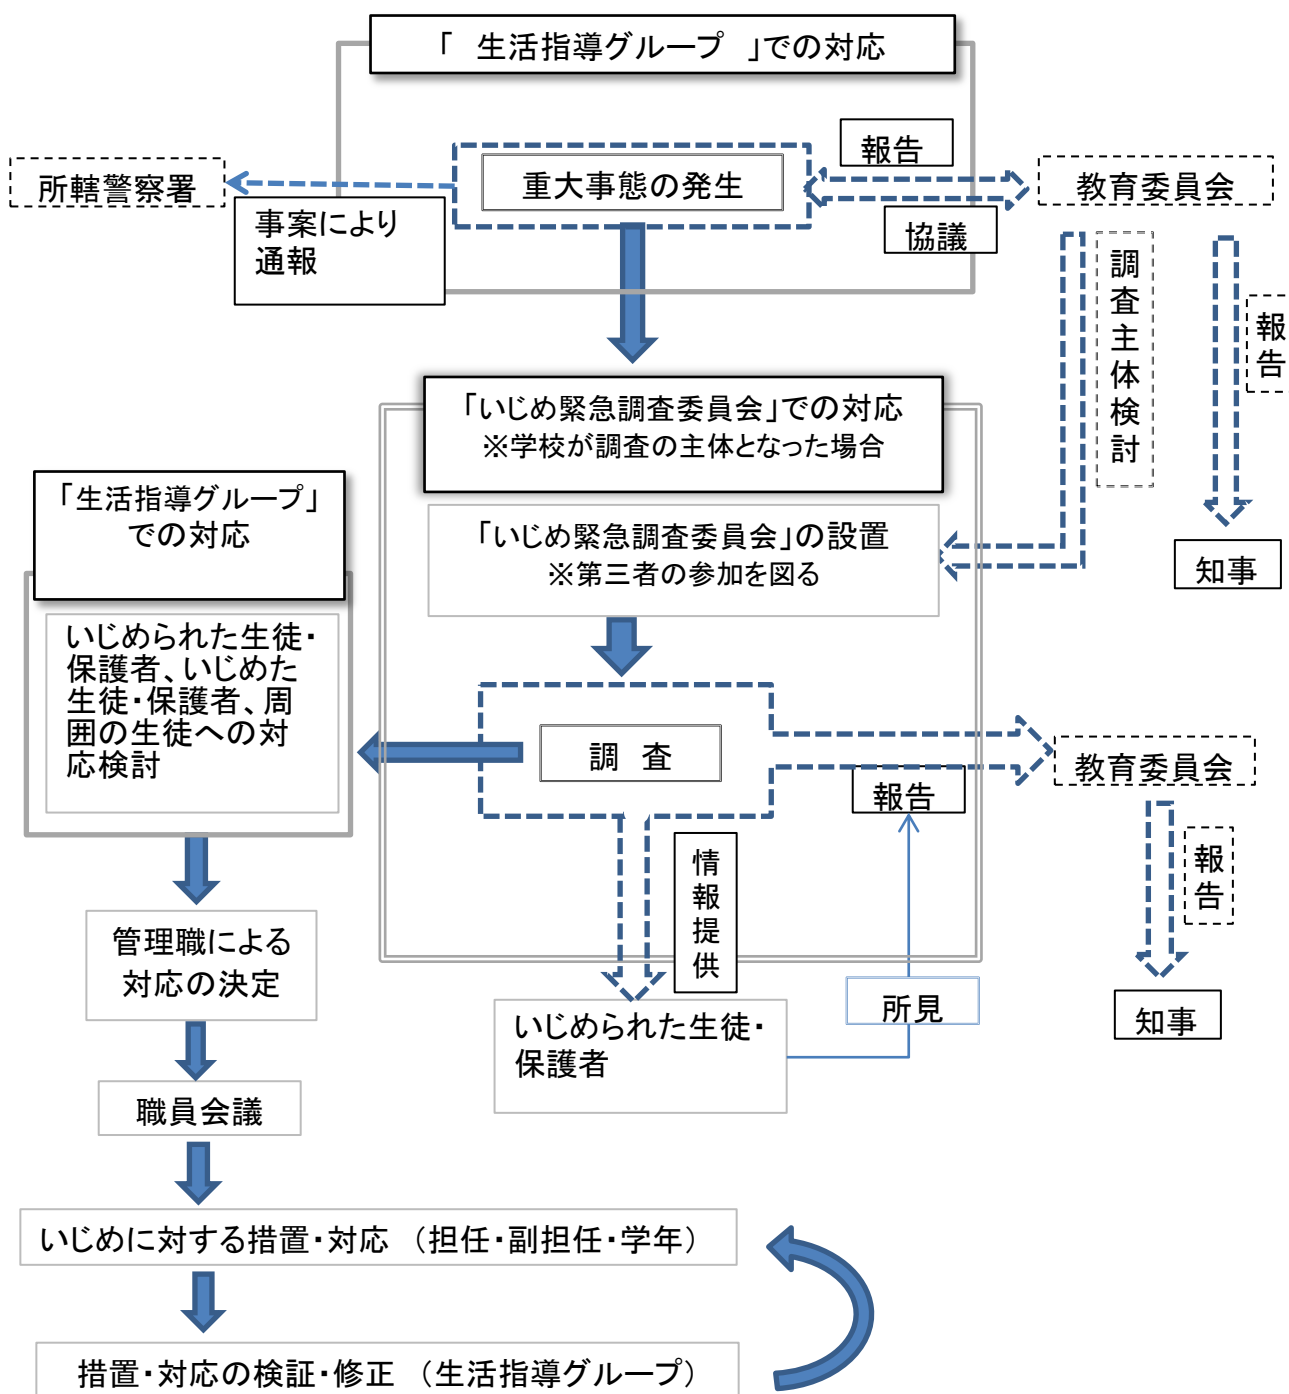 「　生活指導グループ　」での対応
報告
重大事態の発生
所轄警察署
教育委員会
事案により
通報
協議
調査主体検討
報告
「いじめ緊急調査委員会」での対応
※学校が調査の主体となった場合
「生活指導グループ」
での対応
「いじめ緊急調査委員会」の設置
※第三者の参加を図る
知事
いじめられた生徒・
保護者、いじめた
生徒・保護者、周
囲の生徒への対
応検討
調　査
教育委員会
報告
情報提供
報告
管理職による
対応の決定
所見
いじめられた生徒・
保護者
知事
職員会議
いじめに対する措置・対応　（担任・副担任・学年）
措置・対応の検証・修正　（生活指導グループ）